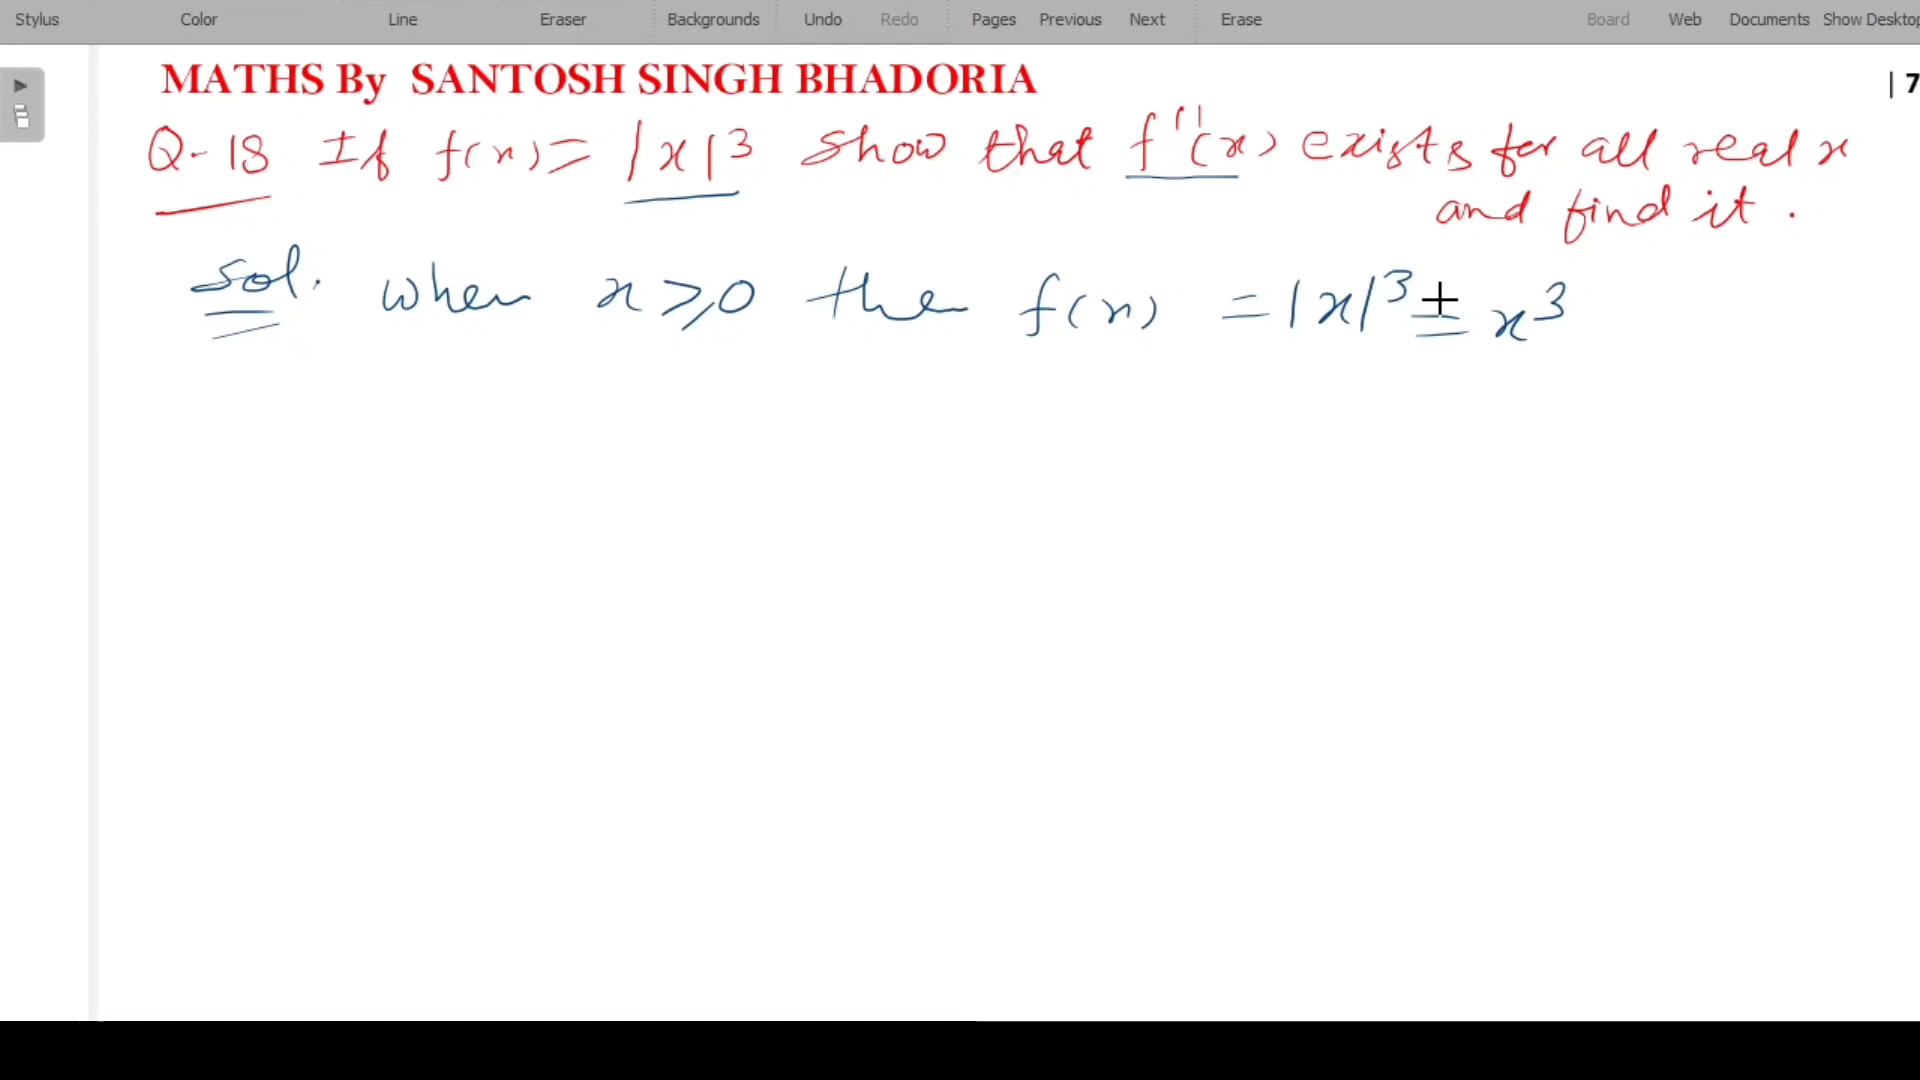 Stylus Color Line Eraser Backgrounds Undo Redo Pages Previous Next Erase Board Web Documents Show Desktop
MATHS By SANTOSH SINGH BHADORIA | 7
Q-18 If f(x) = |x|³ show that f''(x) exists for all real x
and find it.
Sol. when x ≥ 0 then f(x) = |x|³ = x³